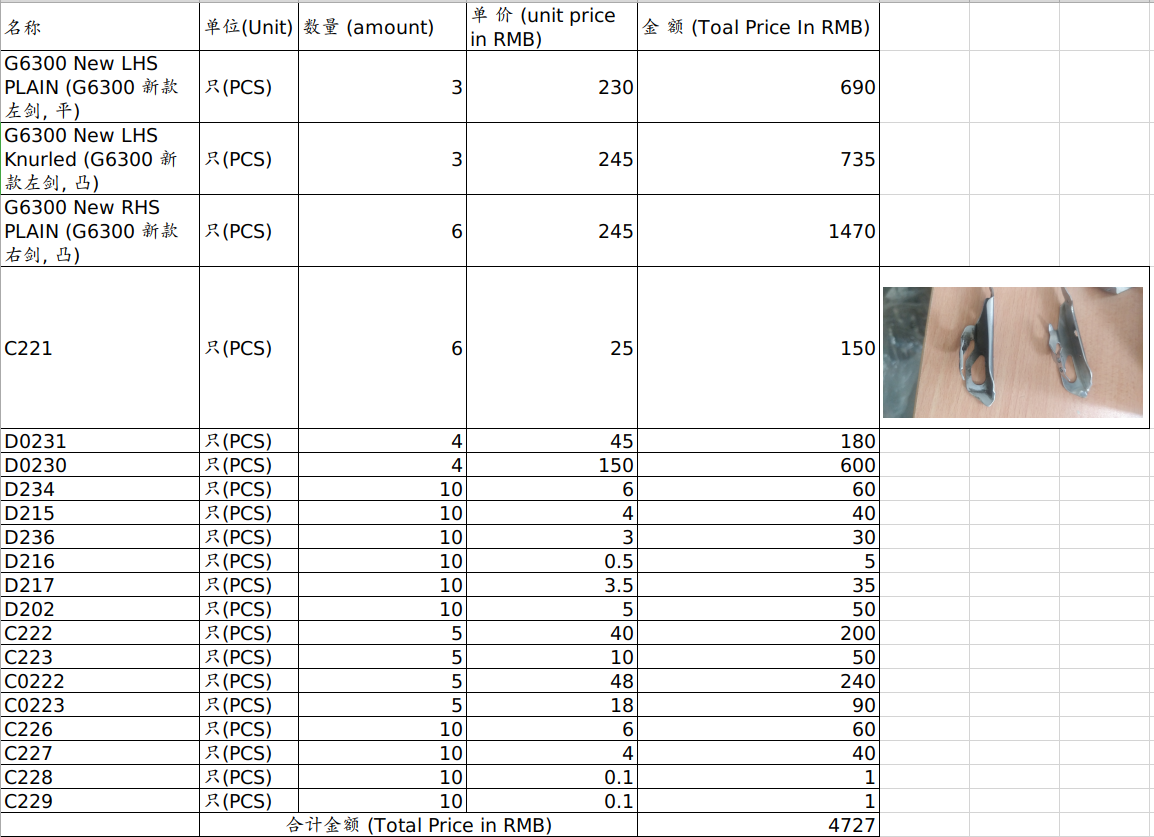 名称 单位(Unit) 数量 (amount) 单 价 (unit price
in RMB) 金 额 (Toal Price In RMB)
G6300 New LHS
PLAIN (G6300 新款 只(PCS) 3 230 690
左剑, 平)
G6300 New LHS
Knurled (G6300 新 只(PCS) 3 245 735
款左剑, 凸)
G6300 New RHS
PLAIN (G6300 新款 只(PCS) 6 245 1470
右剑, 凸)
C221 只(PCS) 6 25 150
D0231 只(PCS) 4 45 180
D0230 只(PCS) 4 150 600
D234 只(PCS) 10 6 60
D215 只(PCS) 10 4 40
D236 只(PCS) 10 3 30
D216 只(PCS) 10 0.5 5
D217 只(PCS) 10 3.5 35
D202 只(PCS) 10 5 50
C222 只(PCS) 5 40 200
C223 只(PCS) 5 10 50
C0222 只(PCS) 5 48 240
C0223 只(PCS) 5 18 90
C226 只(PCS) 10 6 60
C227 只(PCS) 10 4 40
C228 只(PCS) 10 0.1 1
C229 只(PCS) 10 0.1 1
合计金额 (Total Price in RMB) 4727